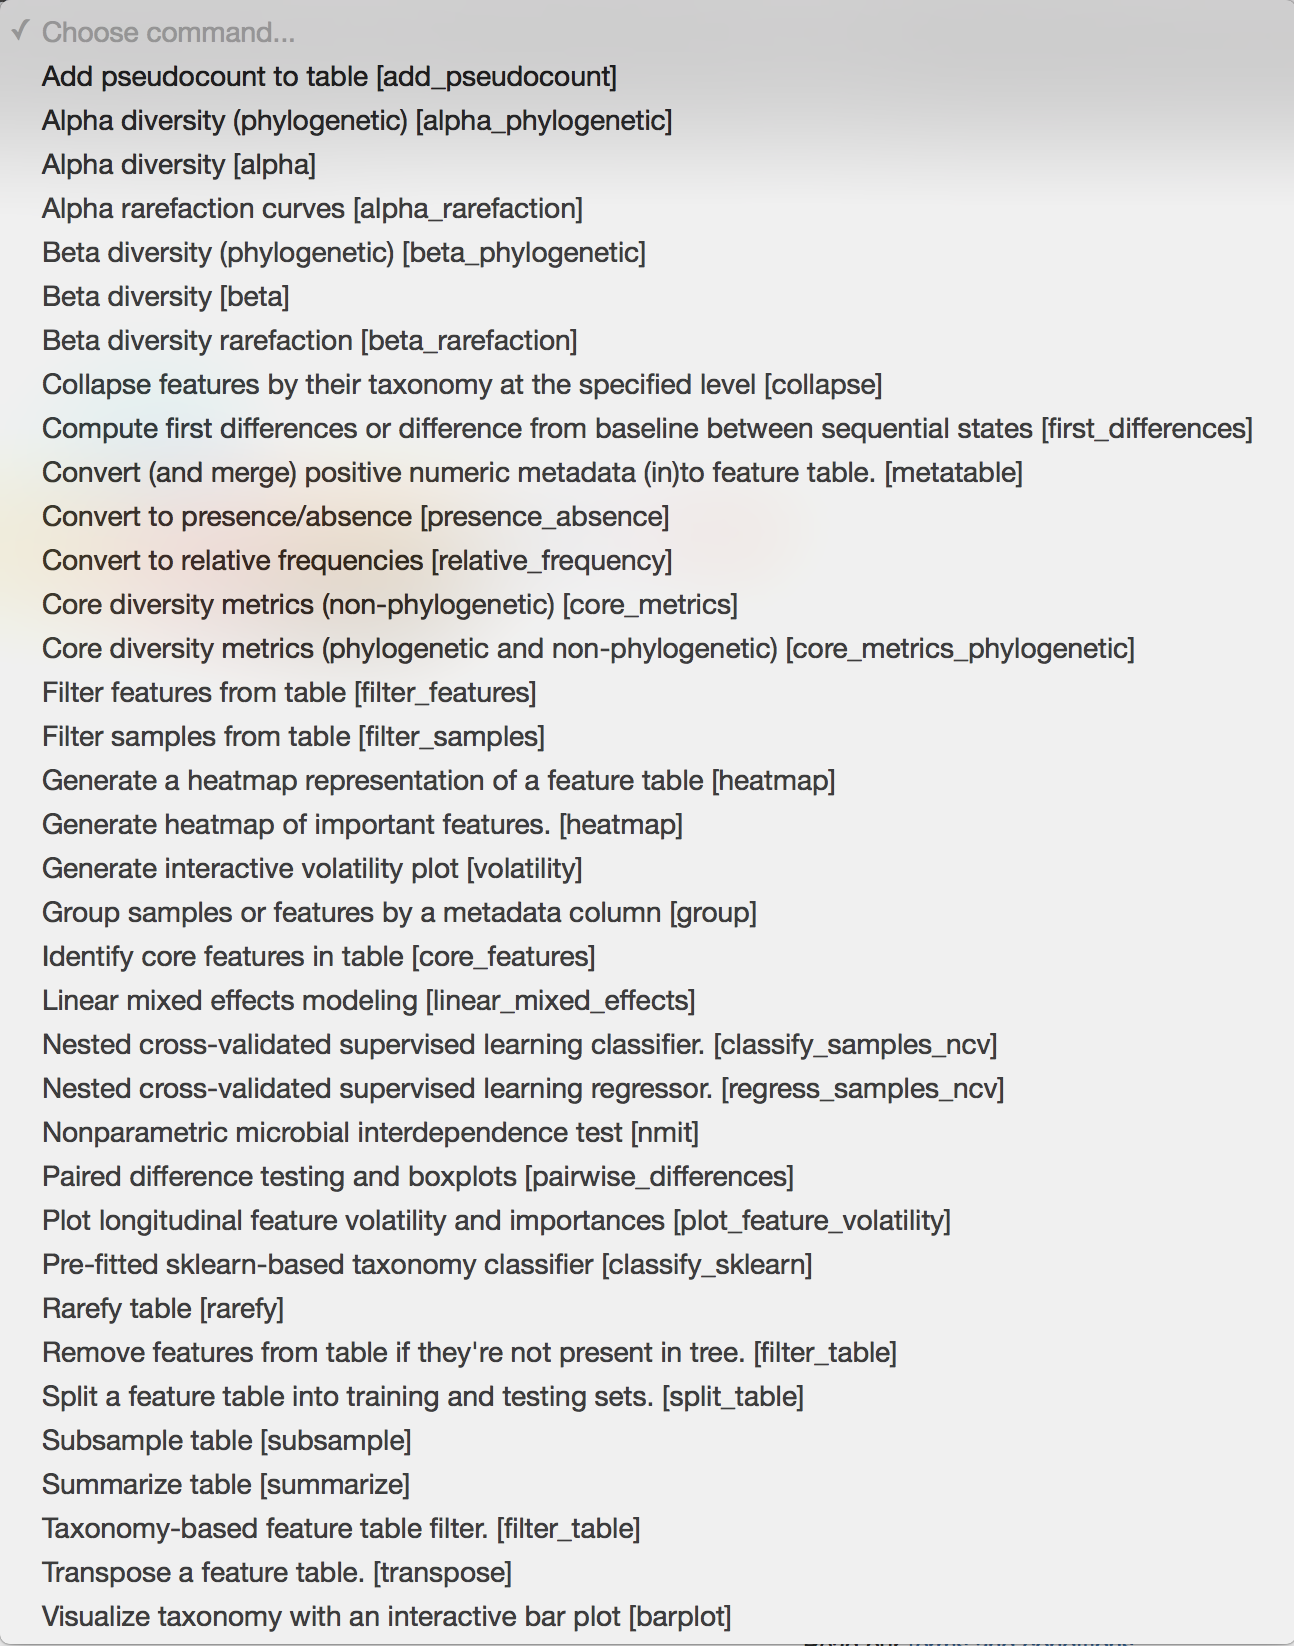 ✓ Choose command...
Add pseudocount to table [add_pseudocount]
Alpha diversity (phylogenetic) [alpha_phylogenetic]
Alpha diversity [alpha]
Alpha rarefaction curves [alpha_rarefaction]
Beta diversity (phylogenetic) [beta_phylogenetic]
Beta diversity [beta]
Beta diversity rarefaction [beta_rarefaction]
Collapse features by their taxonomy at the specified level [collapse]
Compute first differences or difference from baseline between sequential states [first_differences]
Convert (and merge) positive numeric metadata (in)to feature table. [metatable]
Convert to presence/absence [presence_absence]
Convert to relative frequencies [relative_frequency]
Core diversity metrics (non-phylogenetic) [core_metrics]
Core diversity metrics (phylogenetic and non-phylogenetic) [core_metrics_phylogenetic]
Filter features from table [filter_features]
Filter samples from table [filter_samples]
Generate a heatmap representation of a feature table [heatmap]
Generate heatmap of important features. [heatmap]
Generate interactive volatility plot [volatility]
Group samples or features by a metadata column [group]
Identify core features in table [core_features]
Linear mixed effects modeling [linear_mixed_effects]
Nested cross-validated supervised learning classifier. [classify_samples_ncv]
Nested cross-validated supervised learning regressor. [regress_samples_ncv]
Nonparametric microbial interdependence test [nmit]
Paired difference testing and boxplots [pairwise_differences]
Plot longitudinal feature volatility and importances [plot_feature_volatility]
Pre-fitted sklearn-based taxonomy classifier [classify_sklearn]
Rarefy table [rarefy]
Remove features from table if they're not present in tree. [filter_table]
Split a feature table into training and testing sets. [split_table]
Subsample table [subsample]
Summarize table [summarize]
Taxonomy-based feature table filter. [filter_table]
Transpose a feature table. [transpose]
Visualize taxonomy with an interactive bar plot [barplot]